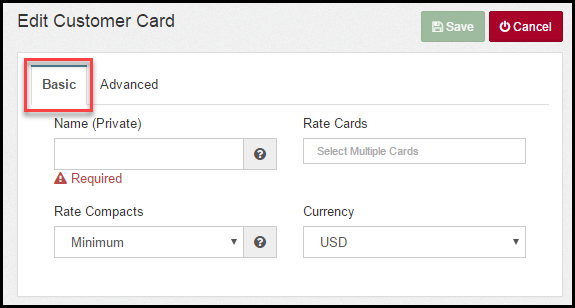 Edit Customer Card
Save Cancel
Basic Advanced
Name (Private) Rate Cards
Select Multiple Cards
Required
Rate Compacts Currency
Minimum USD